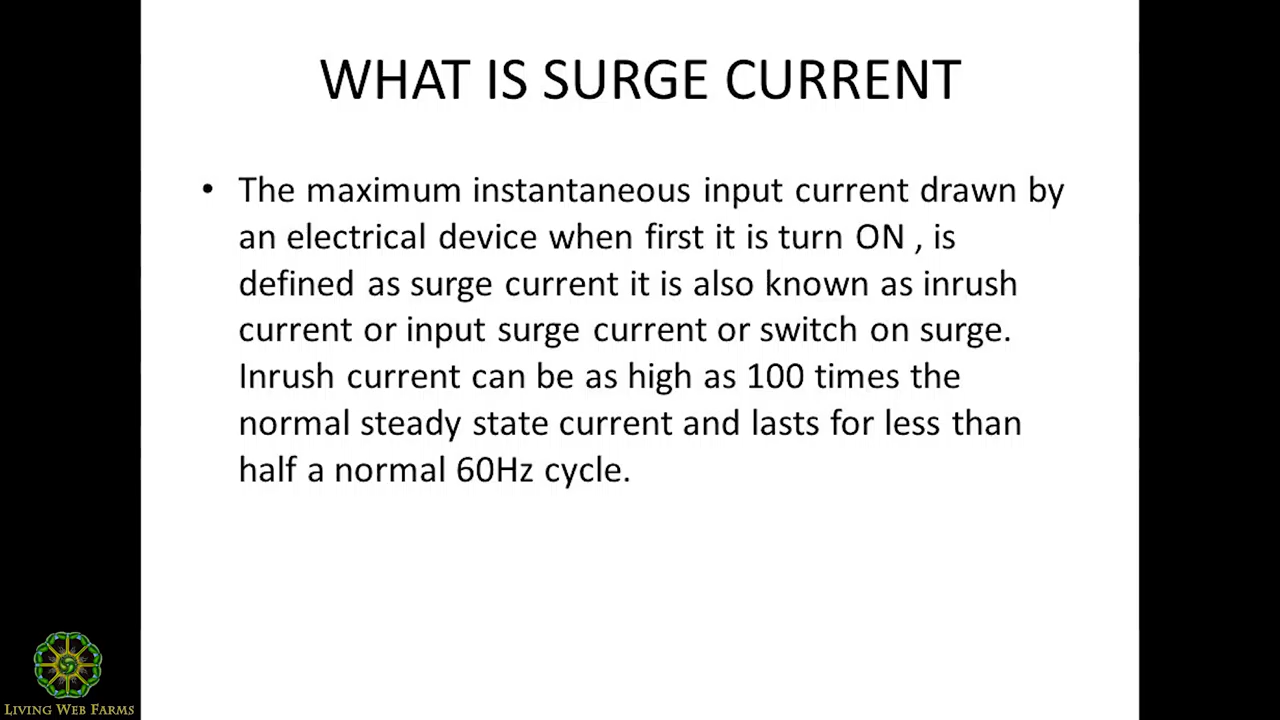 WHAT IS SURGE CURRENT
• The maximum instantaneous input current drawn by
an electrical device when first it is turn ON , is
defined as surge current it is also known as inrush
current or input surge current or switch on surge.
Inrush current can be as high as 100 times the
normal steady state current and lasts for less than
half a normal 60Hz cycle.
LIVING WEB FARMS